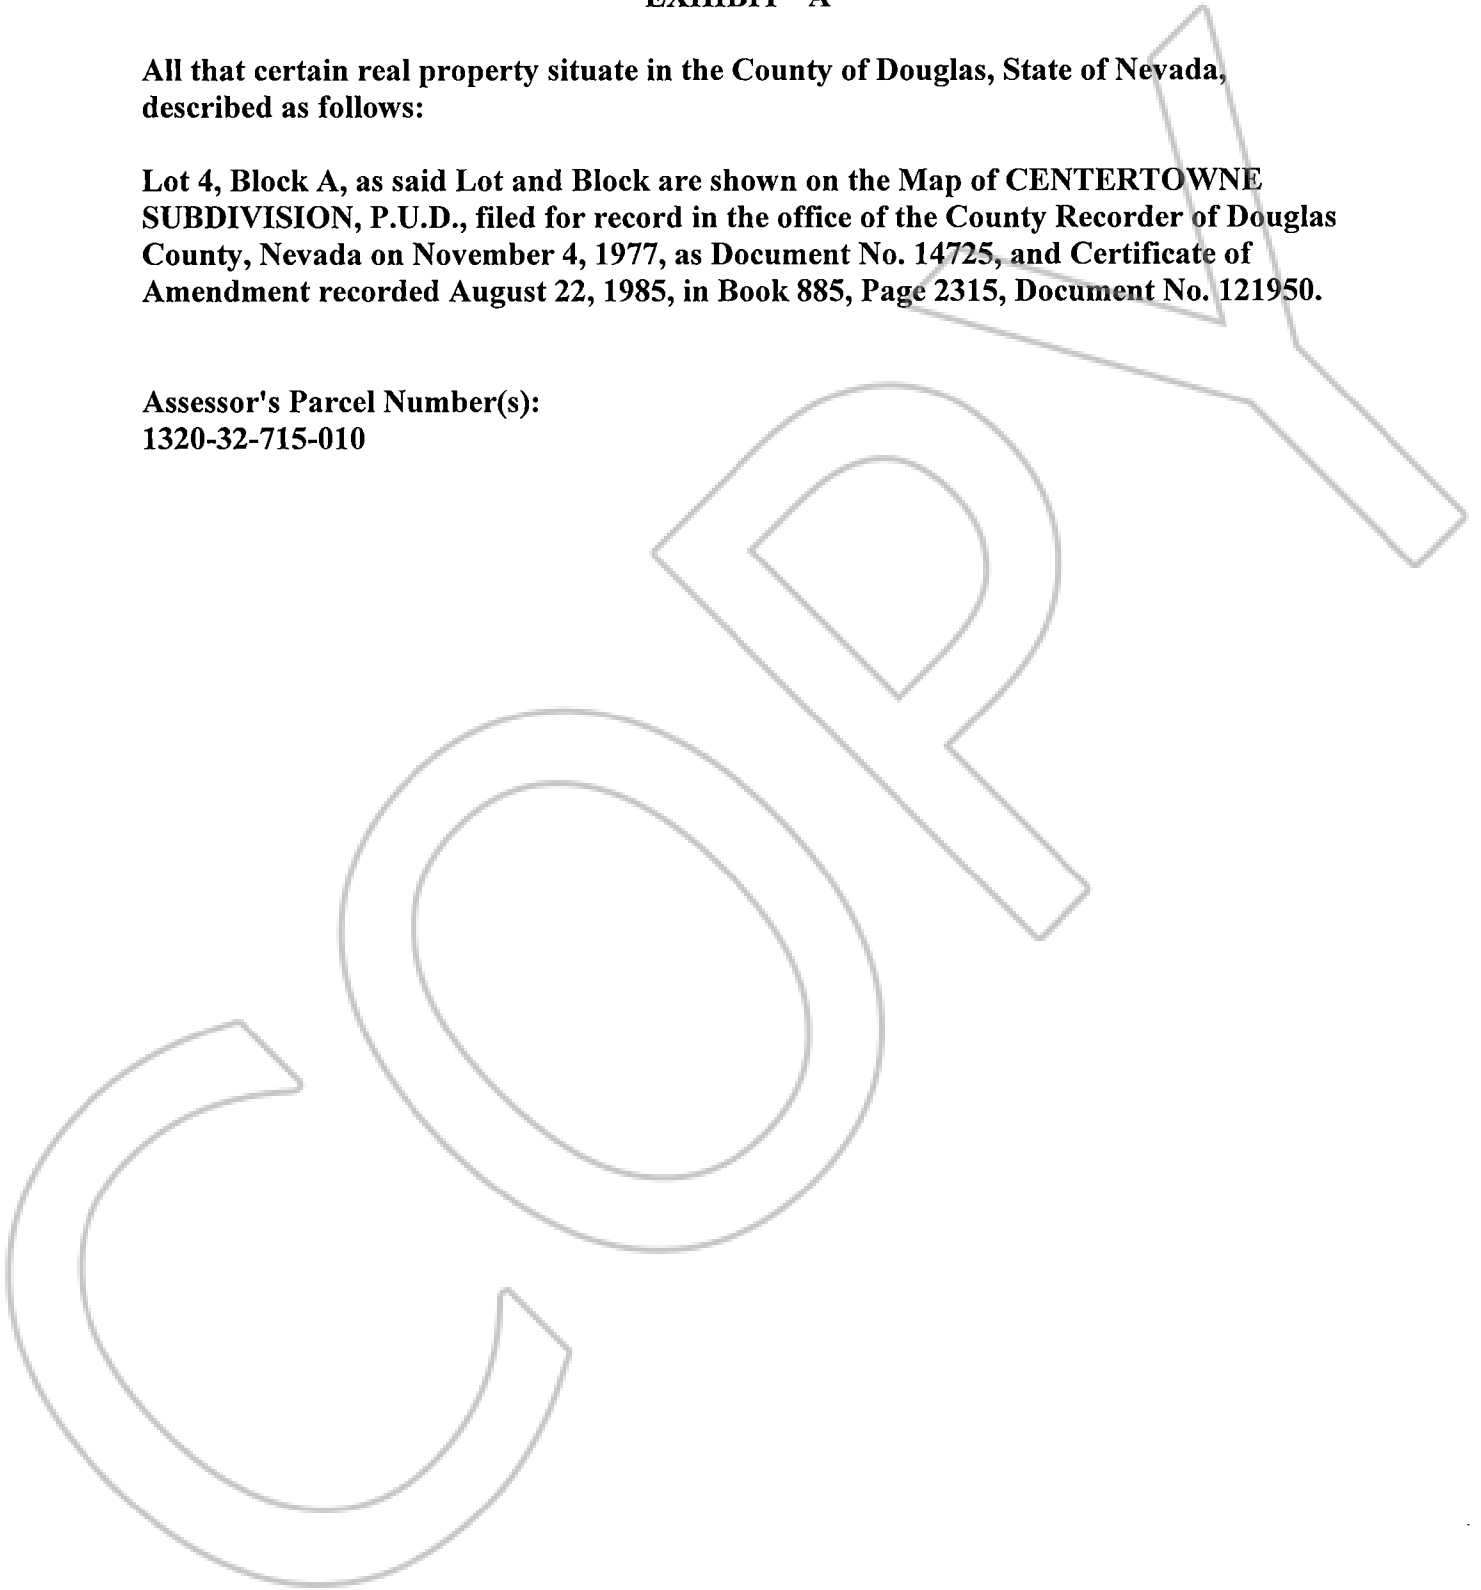 EXHIBIT "A"
All that certain real property situate in the County of Douglas, State of Nevada,
described as follows:
Lot 4, Block A, as said Lot and Block are shown on the Map of CENTERTOWNE
SUBDIVISION, P.U.D., filed for record in the office of the County Recorder of Douglas
County, Nevada on November 4, 1977, as Document No. 14725, and Certificate of
Amendment recorded August 22, 1985, in Book 885, Page 2315, Document No. 121950.
Assessor's Parcel Number(s):
1320-32-715-010
COPY